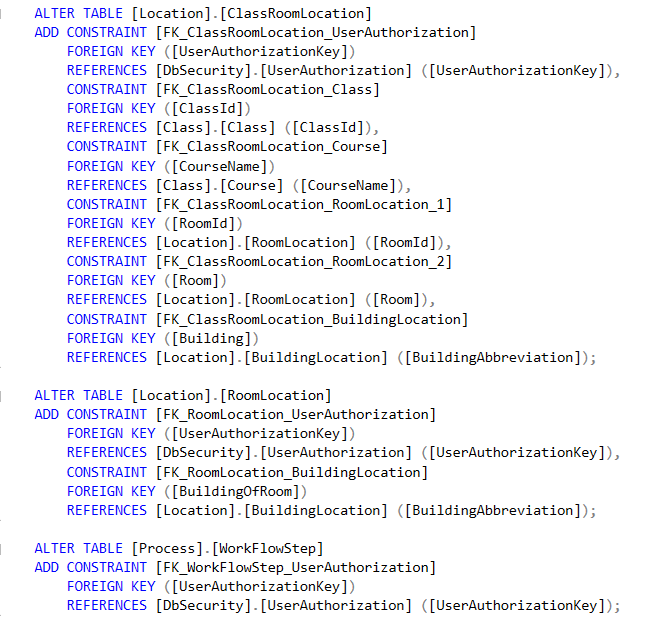 ALTER TABLE [Location].[ClassRoomLocation]
ADD CONSTRAINT [FK_ClassRoomLocation_UserAuthorization]
    FOREIGN KEY ([UserAuthorizationKey])
    REFERENCES [DbSecurity].[UserAuthorization] ([UserAuthorizationKey]),
    CONSTRAINT [FK_ClassRoomLocation_Class]
    FOREIGN KEY ([ClassId])
    REFERENCES [Class].[Class] ([ClassId]),
    CONSTRAINT [FK_ClassRoomLocation_Course]
    FOREIGN KEY ([CourseName])
    REFERENCES [Class].[Course] ([CourseName]),
    CONSTRAINT [FK_ClassRoomLocation_RoomLocation_1]
    FOREIGN KEY ([RoomId])
    REFERENCES [Location].[RoomLocation] ([RoomId]),
    CONSTRAINT [FK_ClassRoomLocation_RoomLocation_2]
    FOREIGN KEY ([Room])
    REFERENCES [Location].[RoomLocation] ([Room]),
    CONSTRAINT [FK_ClassRoomLocation_BuildingLocation]
    FOREIGN KEY ([Building])
    REFERENCES [Location].[BuildingLocation] ([BuildingAbbreviation]);

ALTER TABLE [Location].[RoomLocation]
ADD CONSTRAINT [FK_RoomLocation_UserAuthorization]
    FOREIGN KEY ([UserAuthorizationKey])
    REFERENCES [DbSecurity].[UserAuthorization] ([UserAuthorizationKey]),
    CONSTRAINT [FK_RoomLocation_BuildingLocation]
    FOREIGN KEY ([BuildingOfRoom])
    REFERENCES [Location].[BuildingLocation] ([BuildingAbbreviation]);

ALTER TABLE [Process].[WorkFlowStep]
ADD CONSTRAINT [FK_WorkFlowStep_UserAuthorization]
    FOREIGN KEY ([UserAuthorizationKey])
    REFERENCES [DbSecurity].[UserAuthorization] ([UserAuthorizationKey]);